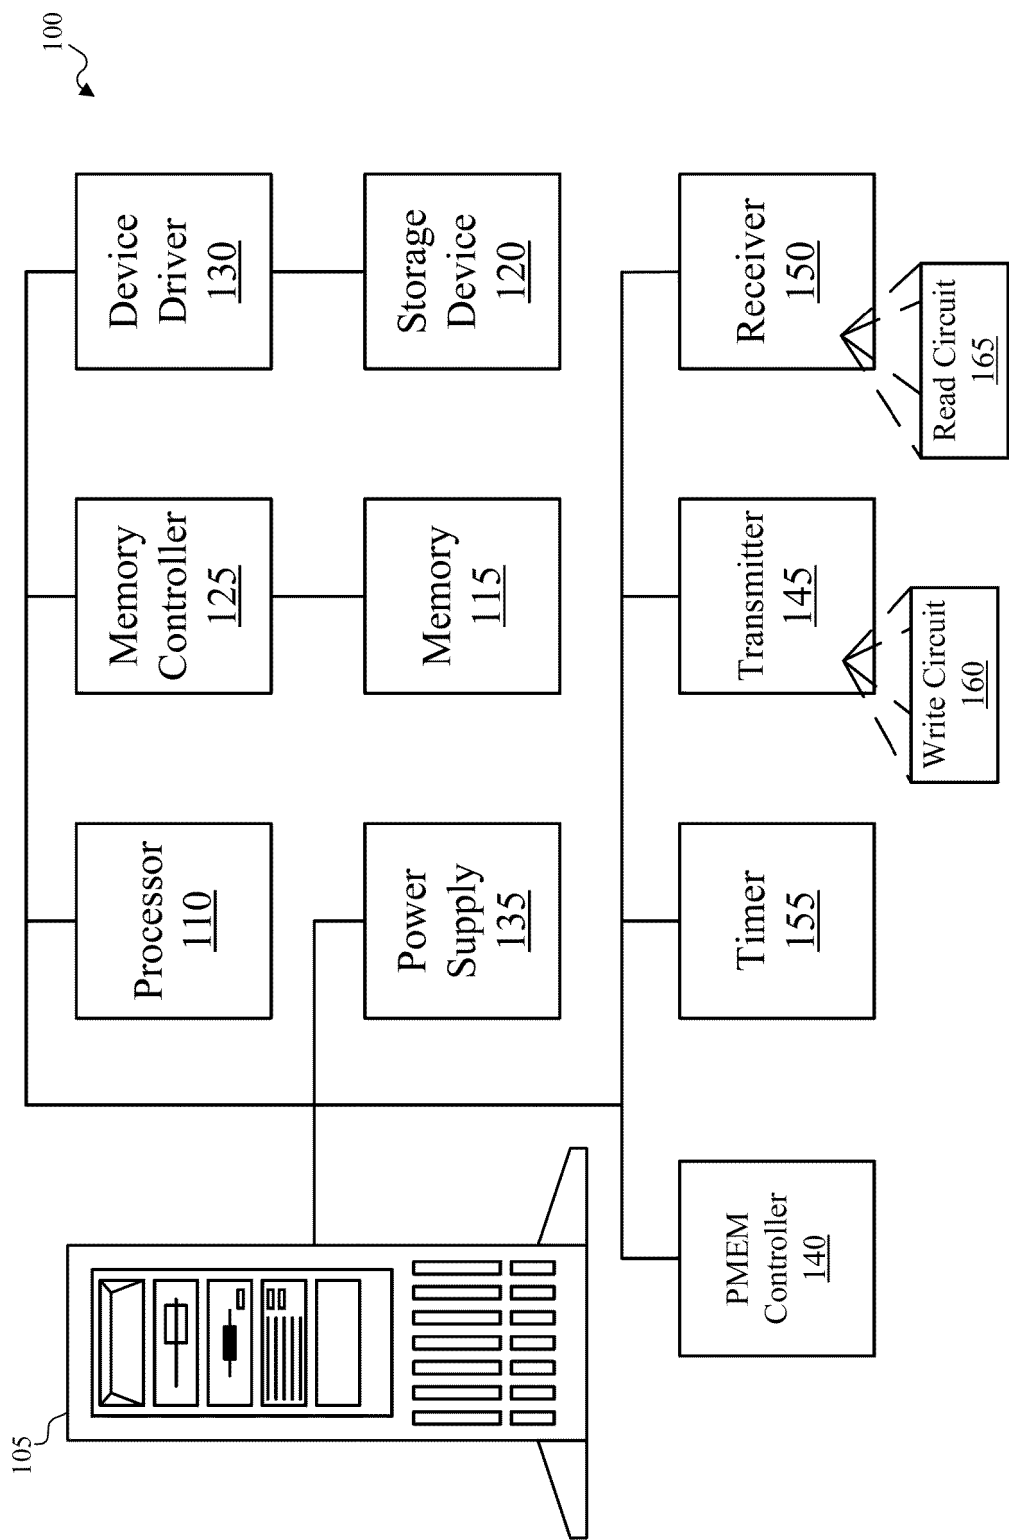 100
105
Processor
110
Memory
Controller
125
Device
Driver
130
Power
Supply
135
Memory
115
Storage
Device
120
PMEM
Controller
140
Timer
155
Transmitter
145
Receiver
150
Write Circuit
160
Read Circuit
165